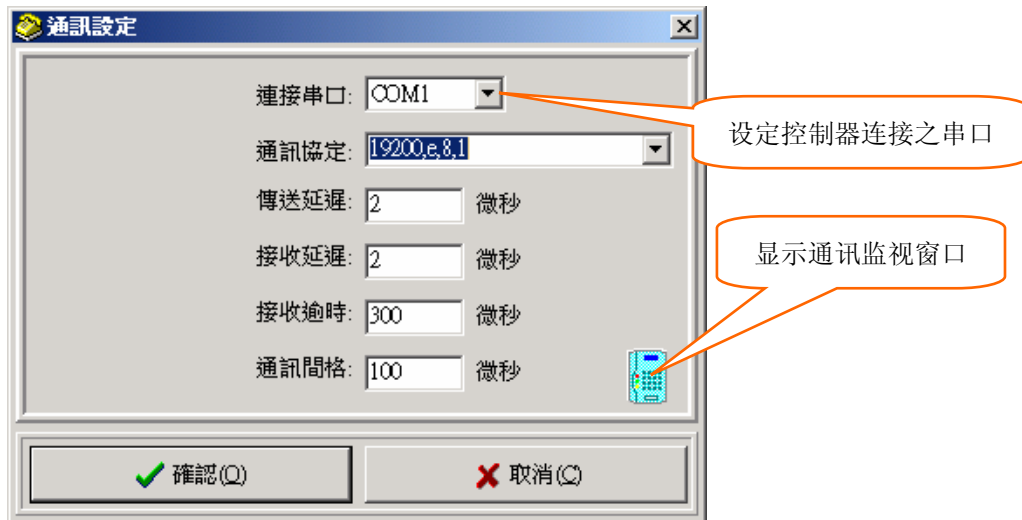 通訊設定
連接串口: COM1
设定控制器连接之串口
通訊協定: 19200,e,8,1
傳送延遲: 2 微秒
接收延遲: 2 微秒
显示通讯监视窗口
接收逾時: 300 微秒
通訊間格: 100 微秒
確認(O) 取消(C)